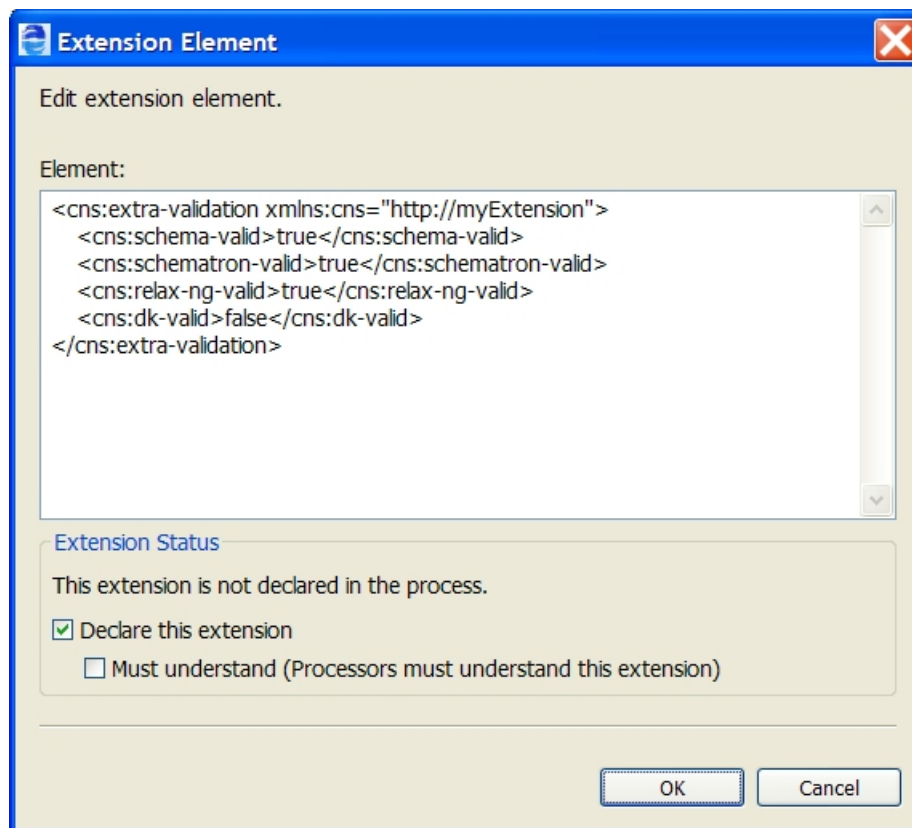 Extension Element
Edit extension element.
Element:
<cns:extra-validation xmlns:cns="http://myExtension">
    <cns:schema-valid>true</cns:schema-valid>
    <cns:schematron-valid>true</cns:schematron-valid>
    <cns:relax-ng-valid>true</cns:relax-ng-valid>
    <cns:dk-valid>false</cns:dk-valid>
</cns:extra-validation>
Extension Status
This extension is not declared in the process.
Declare this extension
Must understand (Processors must understand this extension)
OK Cancel